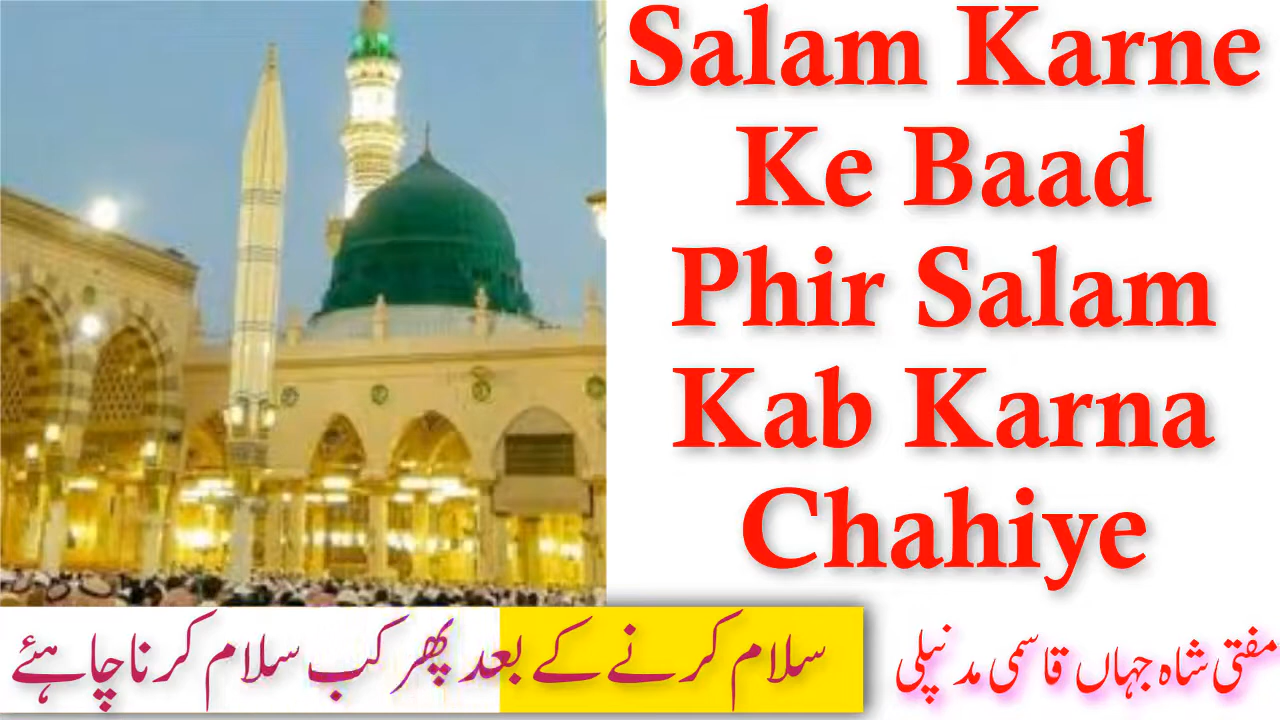 Salam Karne
Ke Baad
Phir Salam
Kab Karna
Chahiye
سلام کرنے کے بعد پھر کب سلام کرنا چاہئے
مفتی شاہ جہاں قاسمی مدنپلی